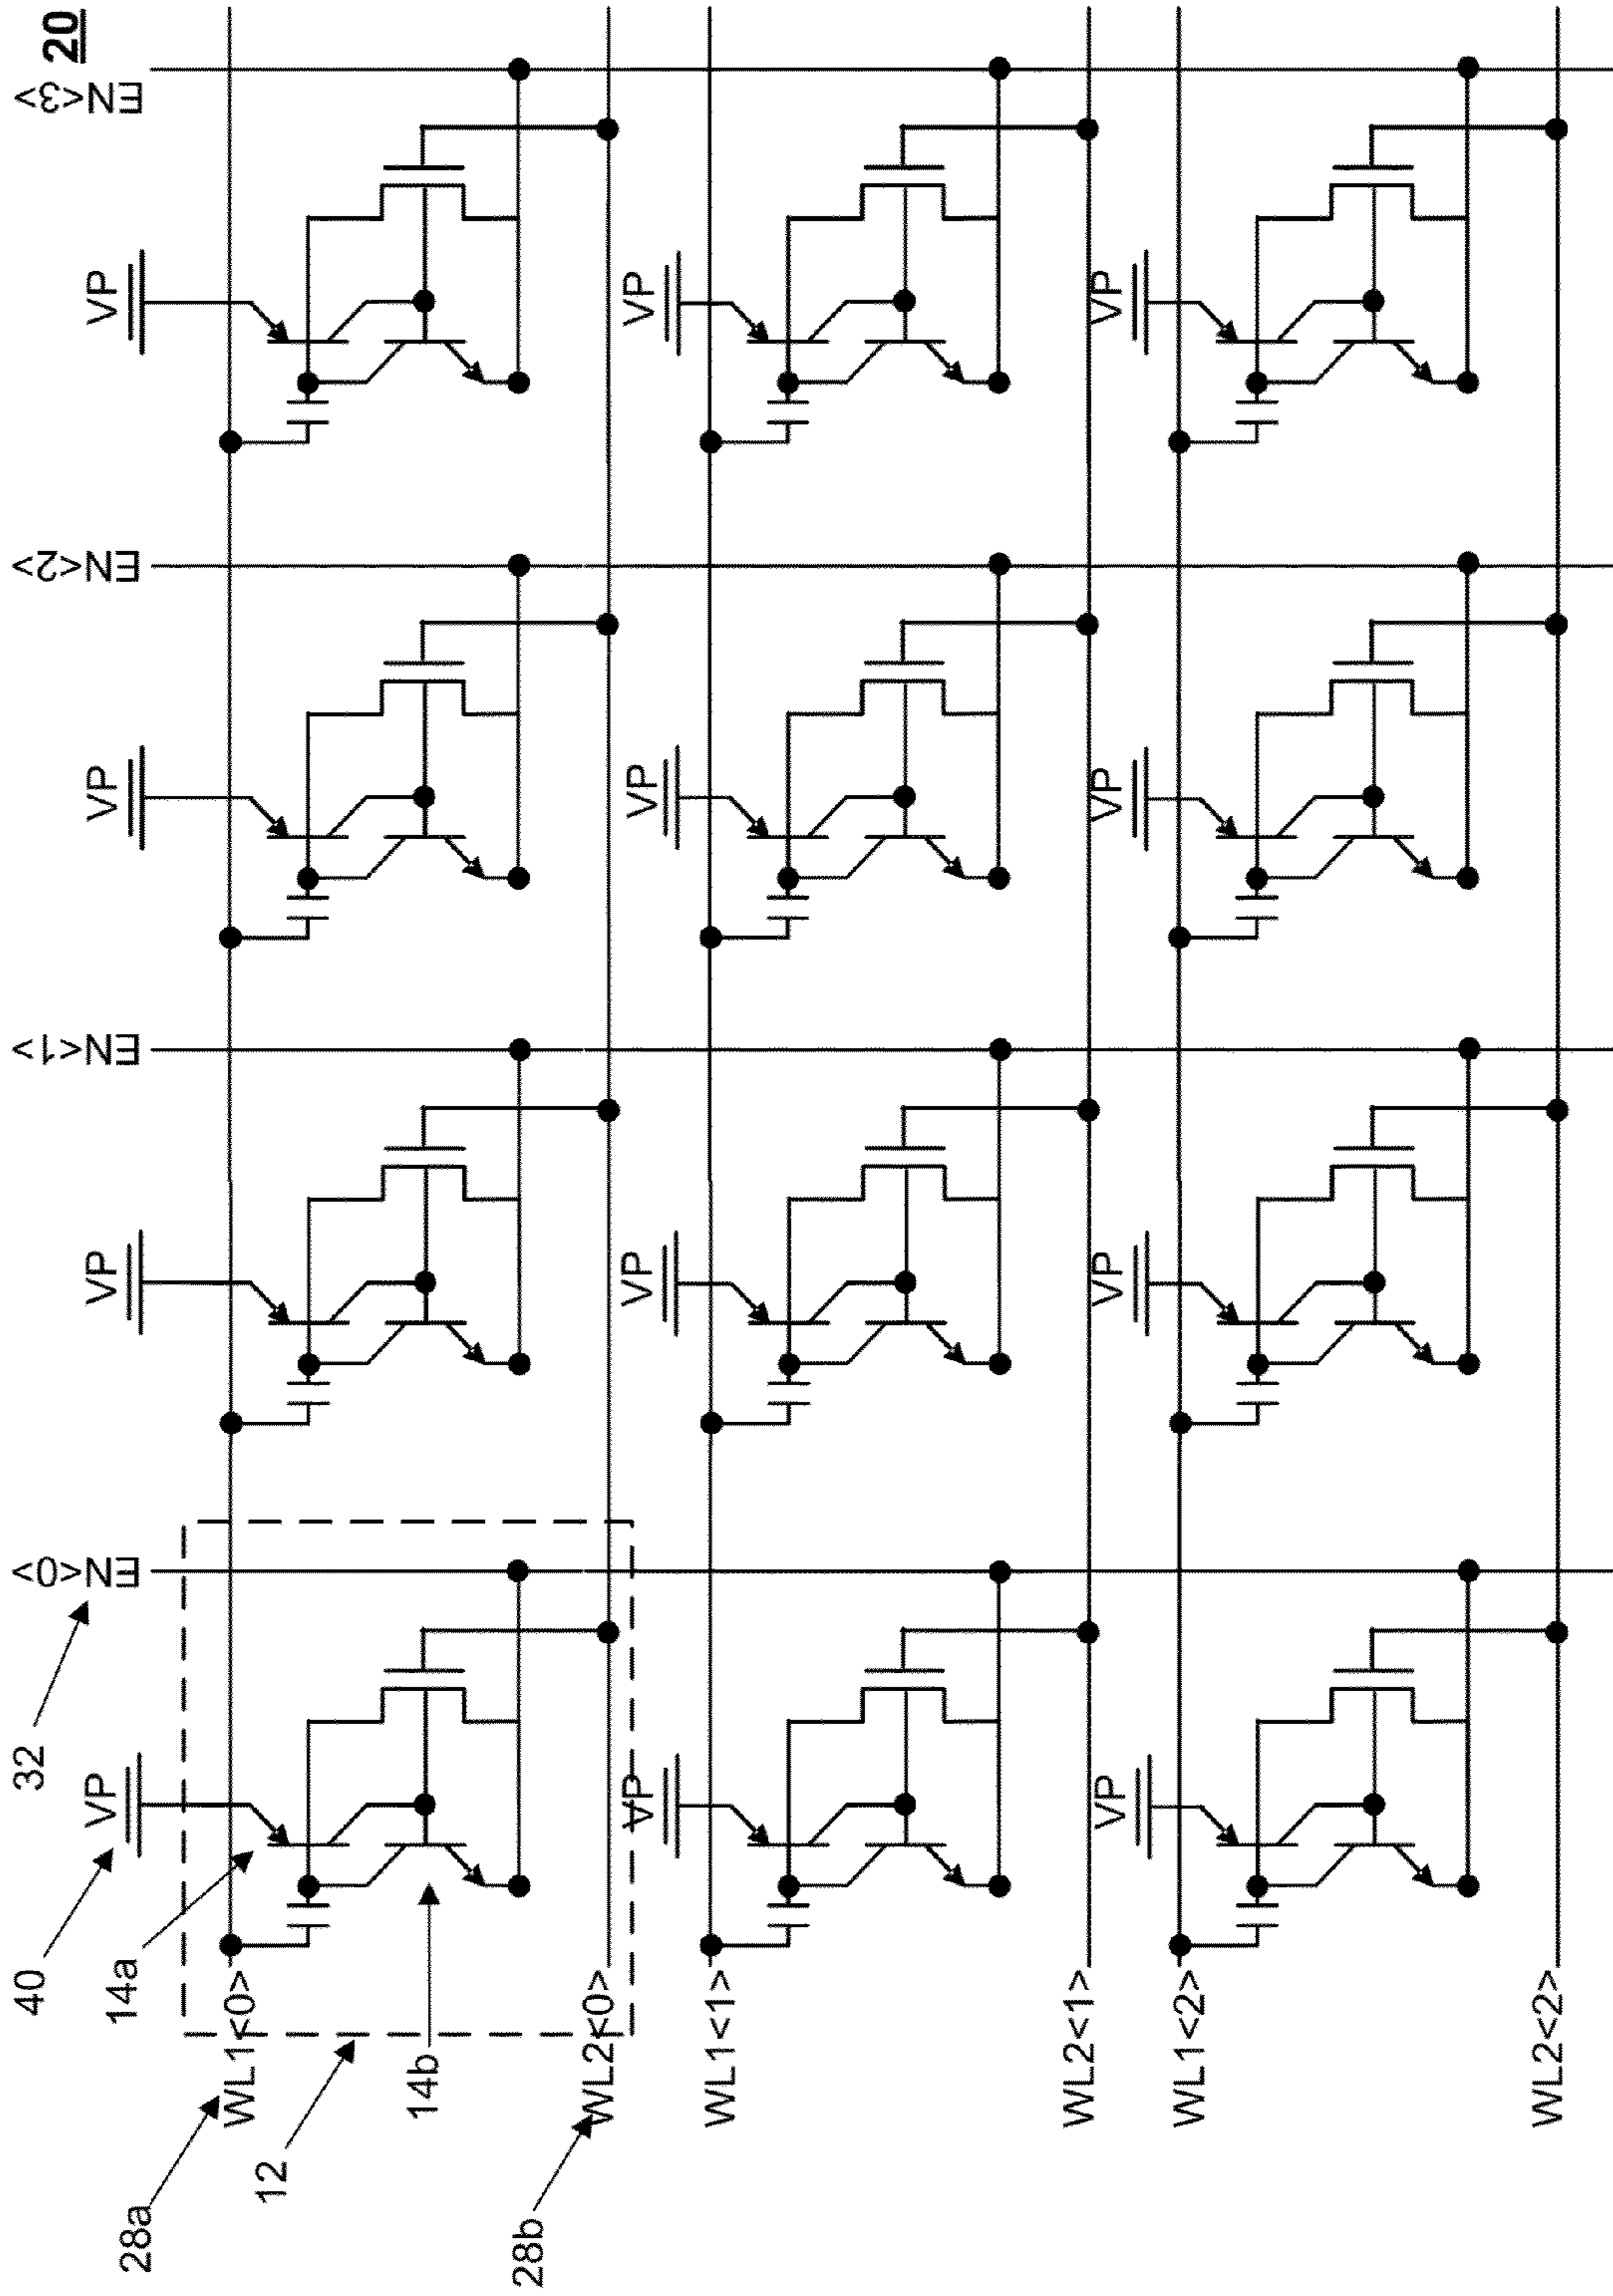 40
32
EN<0>
EN<1>
EN<2>
EN<3>
20
VP
VP
VP
VP
28a
14a
WL1<0>
12
14b
28b
WL2<0>
VP
VP
VP
VP
WL1<1>
WL2<1>
VP
VP
VP
VP
WL1<2>
WL2<2>